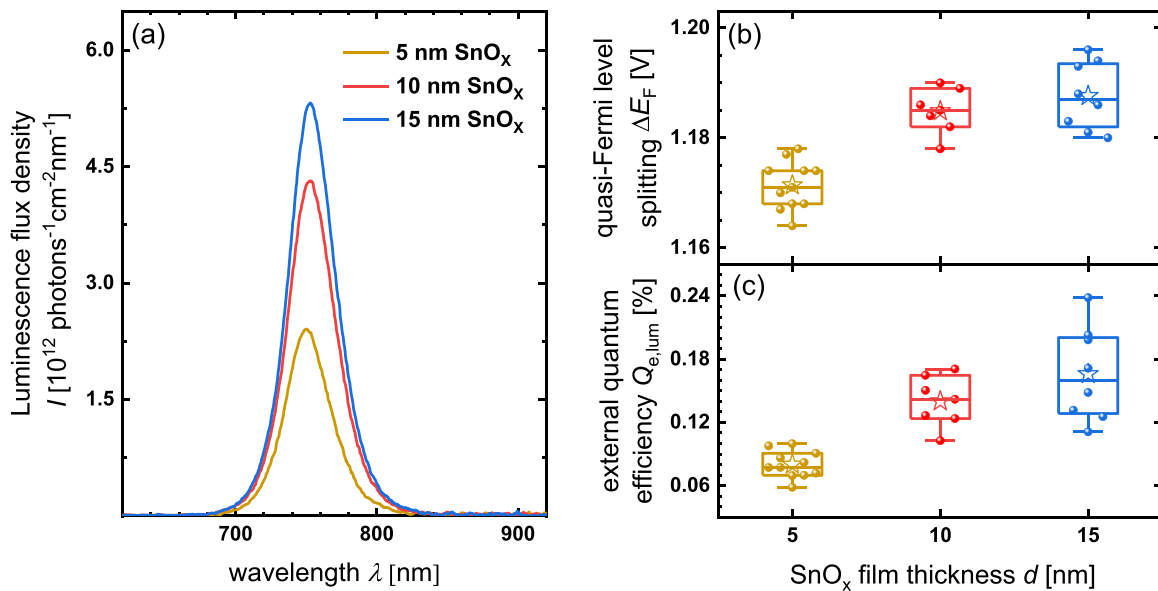 (a)
5 nm SnOₓ
10 nm SnOₓ
15 nm SnOₓ
6.0
4.5
3.0
1.5
Luminescence flux density
I [10¹² photons⁻¹cm⁻²nm⁻¹]
700
800
900
wavelength λ [nm]
(b)
1.20
1.18
1.16
quasi-Fermi level
splitting ΔE_F [V]
(c)
0.24
0.18
0.12
0.06
external quantum
efficiency Q_e,lum [%]
5
10
15
SnOₓ film thickness d [nm]